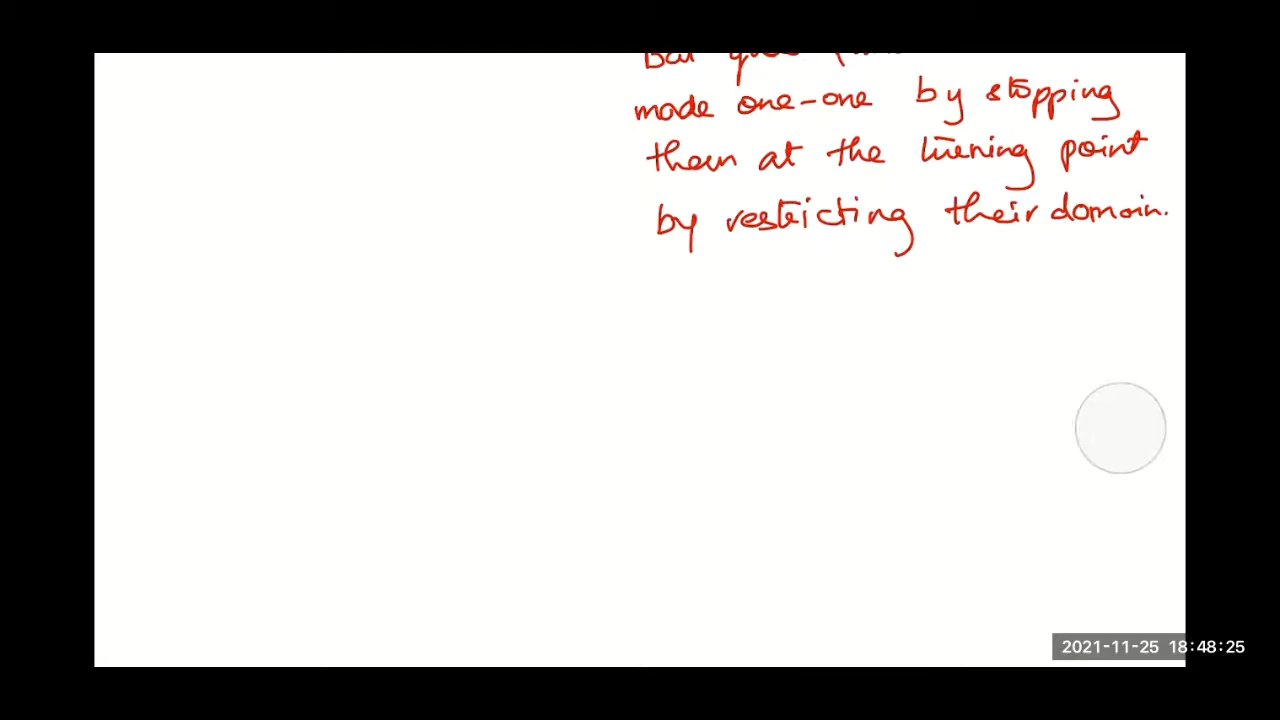 But
made one-one by stopping
them at the turning point
by restricting their domain.
2021-11-25 18:48:25